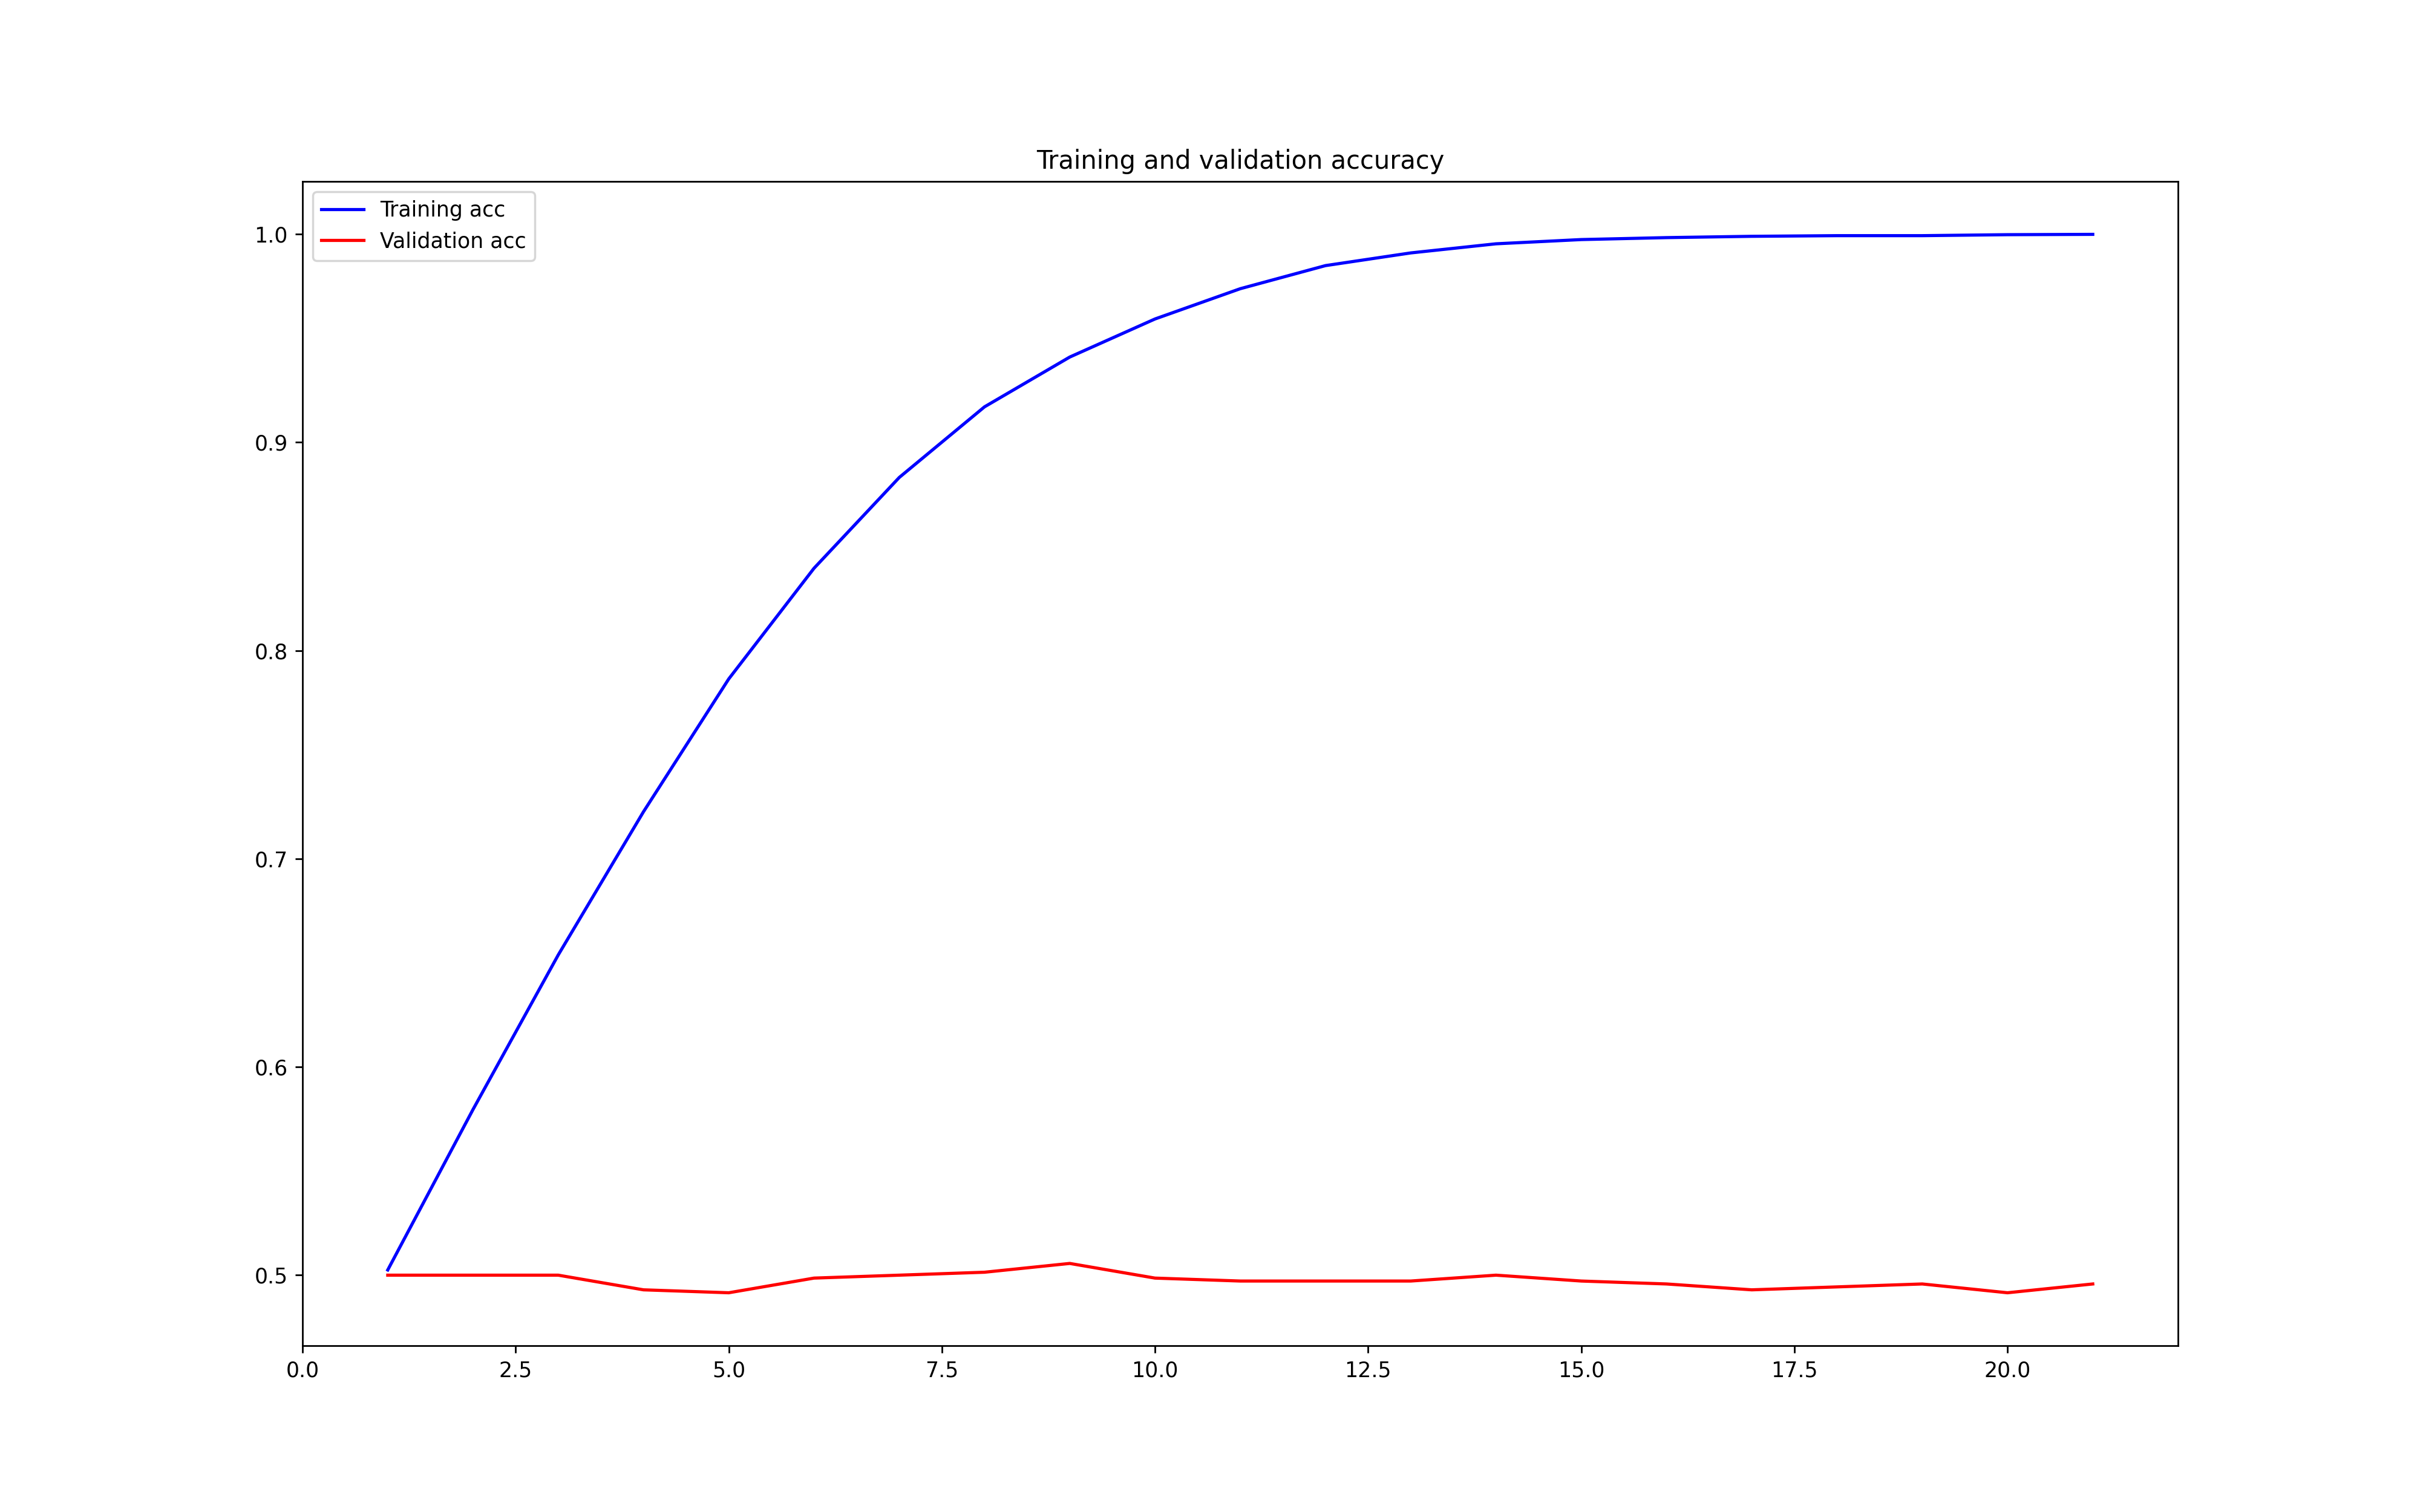 Training and validation accuracy
Training acc
Validation acc
1.0
0.9
0.8
0.7
0.6
0.5
0.0 2.5 5.0 7.5 10.0 12.5 15.0 17.5 20.0